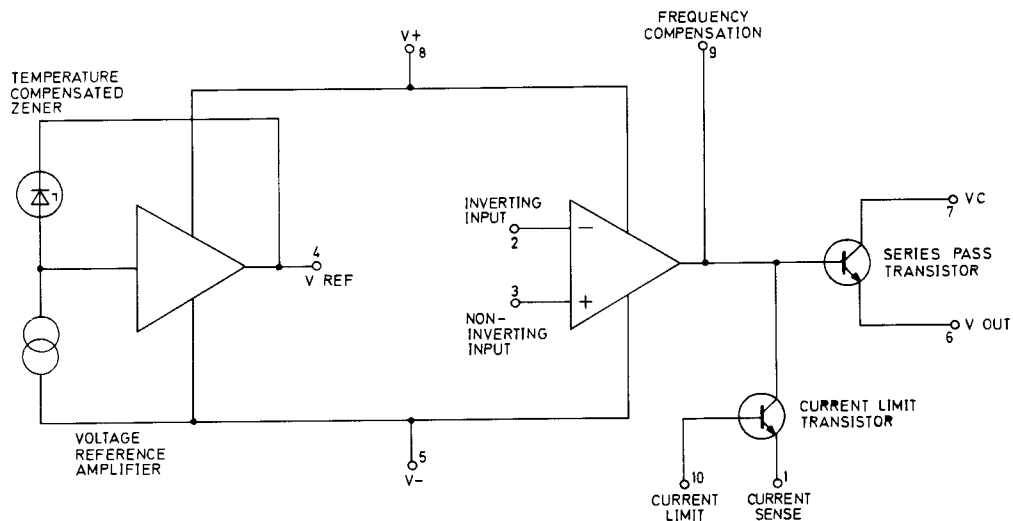 FREQUENCY
COMPENSATION
9
V+
8
TEMPERATURE
COMPENSATED
ZENER
INVERTING
INPUT
2
−
7
VC
SERIES PASS
TRANSISTOR
4
V REF
3
+
NON-
INVERTING
INPUT
V OUT
6
CURRENT LIMIT
TRANSISTOR
VOLTAGE
REFERENCE
AMPLIFIER
5
V-
10
CURRENT
LIMIT
1
CURRENT
SENSE